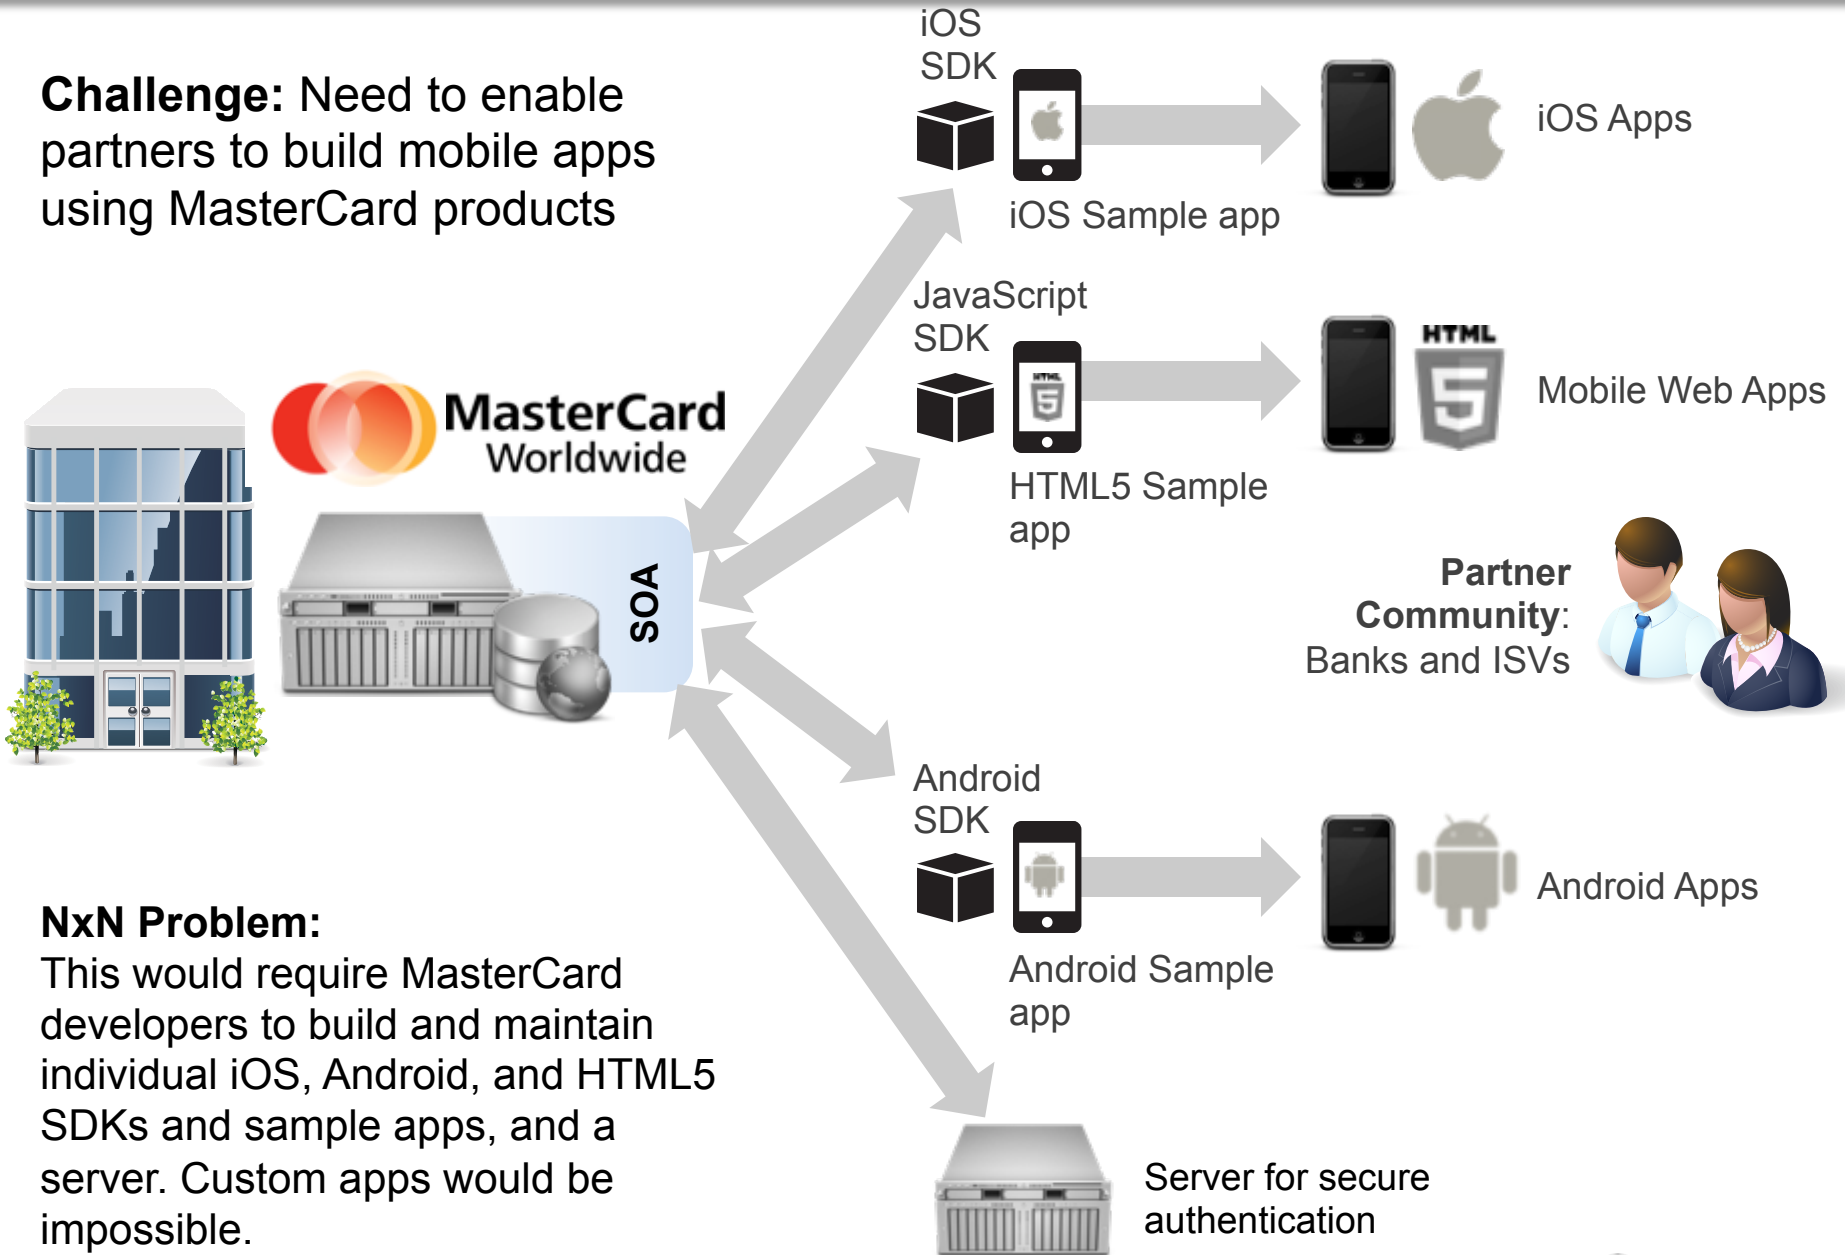 Challenge: Need to enable
partners to build mobile apps
using MasterCard products
iOS
SDK
iOS Sample app
iOS Apps
JavaScript
SDK
HTML
5
HTML5 Sample
app
HTML
5
Mobile Web Apps
MasterCard
Worldwide
SOA
Partner
Community:
Banks and ISVs
Android
SDK
Android Sample
app
Android Apps
NxN Problem:
This would require MasterCard
developers to build and maintain
individual iOS, Android, and HTML5
SDKs and sample apps, and a
server. Custom apps would be
impossible.
Server for secure
authentication